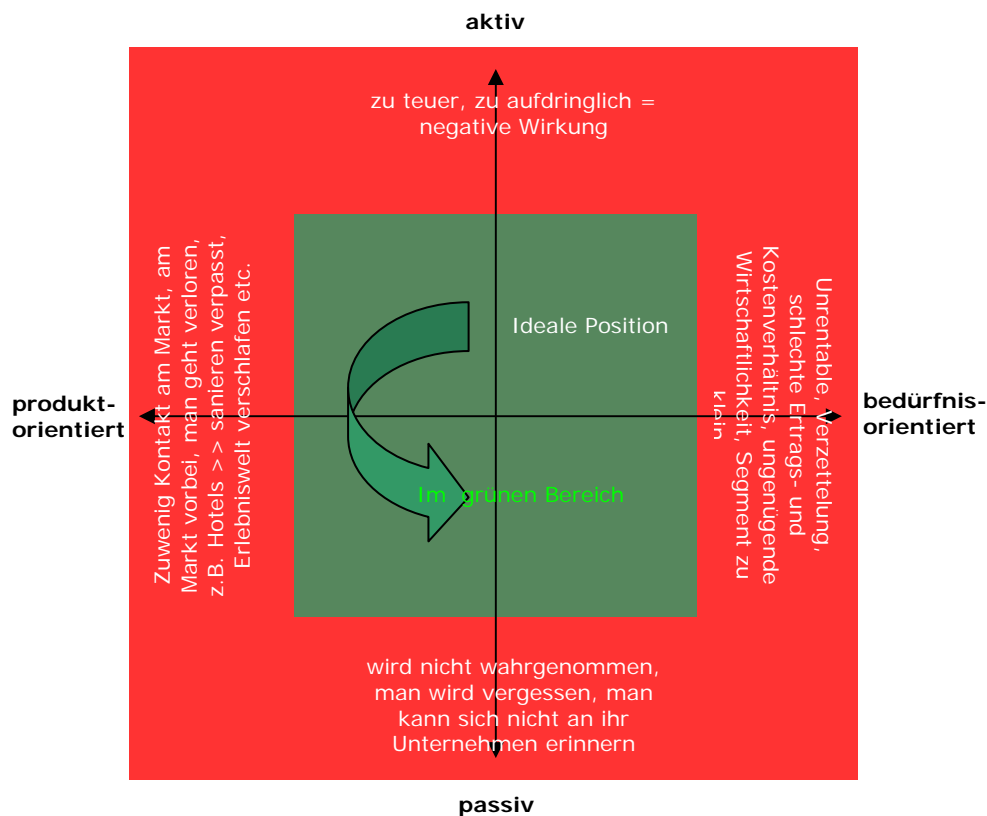 aktiv
zu teuer, zu aufdringlich =
negative Wirkung
Zuwenig Kontakt am Markt, am
Markt vorbei, man geht verloren,
z.B. Hotels >> sanieren verpasst,
Erlebniswelt verschlafen etc.
Ideale Position
Unrentable, Verzettelung,
schlechte Ertrags- und
Kostenverhältnis, ungenügende
Wirtschaftlichkeit, Segment zu
klein
produkt-
orientiert
bedürfnis-
orientiert
Im grünen Bereich
wird nicht wahrgenommen,
man wird vergessen, man
kann sich nicht an ihr
Unternehmen erinnern
passiv